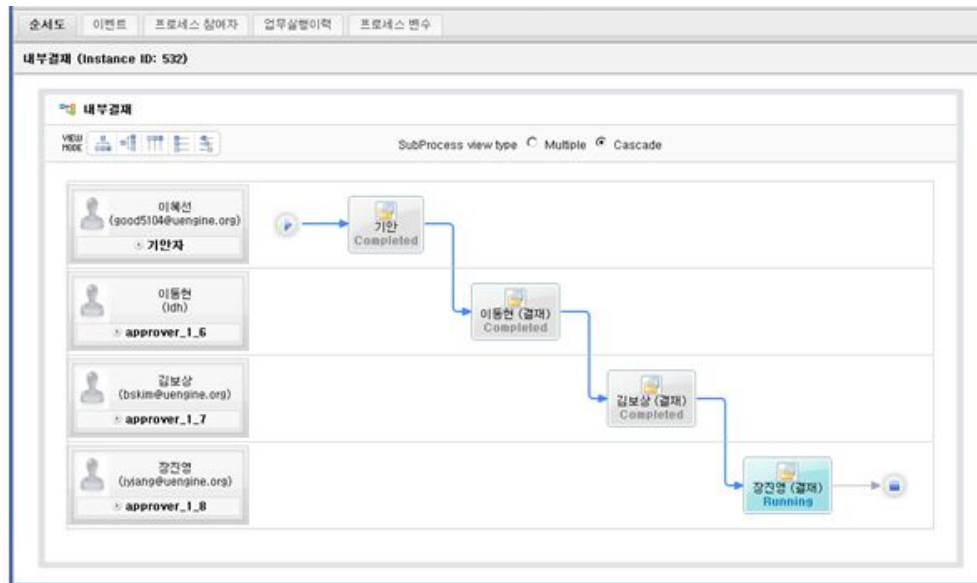 순서도 이벤트 프로세스 참여자 업무실행이력 프로세스 변수
내부결재 (Instance ID: 532)
내부결재
VIEW MODE
SubProcess view type Multiple Cascade
이혜선
(good5104@uengine.org)
기안자
기안
Completed
이동현
(ldh)
approver_1_6
이동현 (결재)
Completed
김보상
(bskim@uengine.org)
approver_1_7
김보상 (결재)
Completed
장진영
(jyjang@uengine.org)
approver_1_8
장진영 (결재)
Running